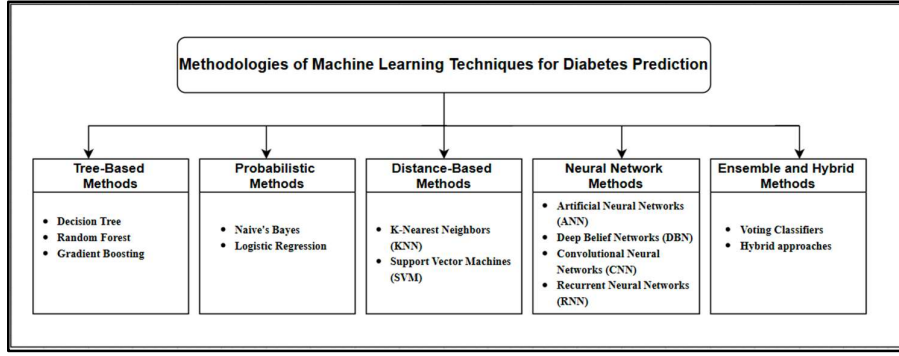 Methodologies of Machine Learning Techniques for Diabetes Prediction
Tree-Based
Methods
• Decision Tree
• Random Forest
• Gradient Boosting
Probabilistic
Methods
• Naive's Bayes
• Logistic Regression
Distance-Based
Methods
• K-Nearest Neighbors
(KNN)
• Support Vector Machines
(SVM)
Neural Network
Methods
• Artificial Neural Networks
(ANN)
• Deep Belief Networks (DBN)
• Convolutional Neural
Networks (CNN)
• Recurrent Neural Networks
(RNN)
Ensemble and Hybrid
Methods
• Voting Classifiers
• Hybrid approaches